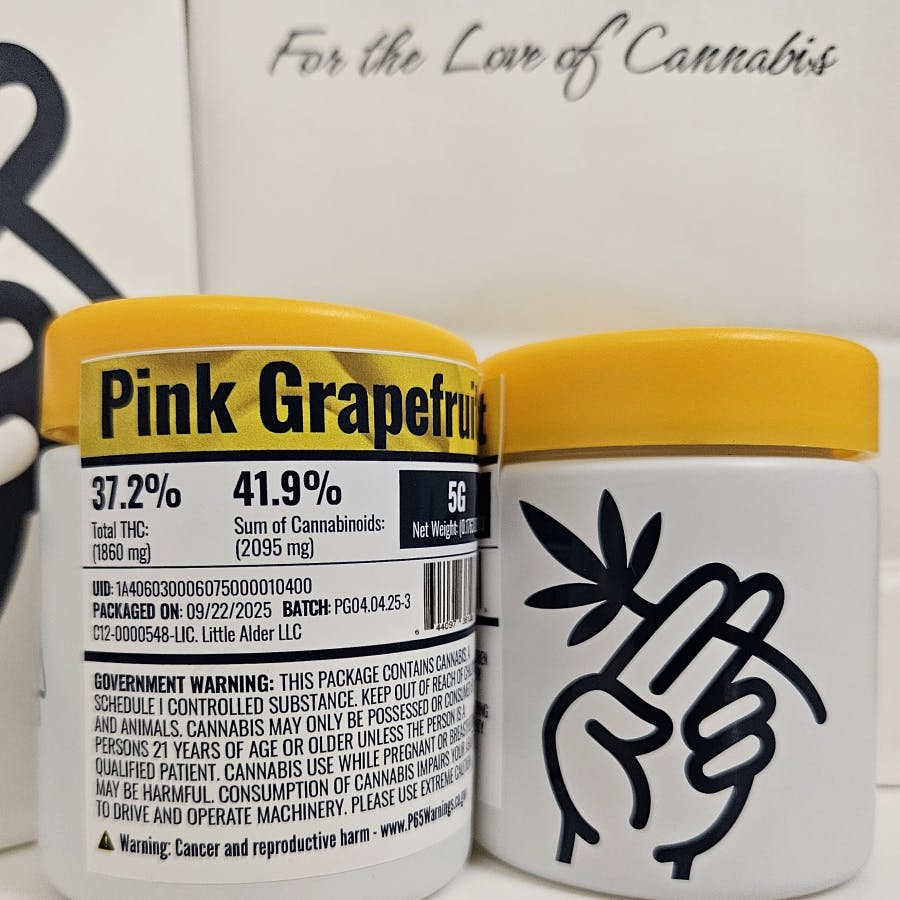 For the Love of Cannabis
Pink Grapefruit
37.2% 41.9% 5G
Total THC: Sum of Cannabinoids: Net Weight:
(1860 mg) (2095 mg)
UID: 1A406030006075000010400
PACKAGED ON: 09/22/2025 BATCH: PG04.04.25-3
C12-0000548-LIC. Little Alder LLC
GOVERNMENT WARNING: THIS PACKAGE CONTAINS CANNABIS, A
SCHEDULE I CONTROLLED SUBSTANCE. KEEP OUT OF REACH OF
AND ANIMALS. CANNABIS MAY ONLY BE POSSESSED OR CONSUMED
PERSONS 21 YEARS OF AGE OR OLDER UNLESS THE PERSON IS A
QUALIFIED PATIENT. CANNABIS USE WHILE PREGNANT OR
MAY BE HARMFUL. CONSUMPTION OF CANNABIS IMPAIRS YOUR
TO DRIVE AND OPERATE MACHINERY. PLEASE USE EXTREME
Warning: Cancer and reproductive harm - www.P65Warnings.ca.gov